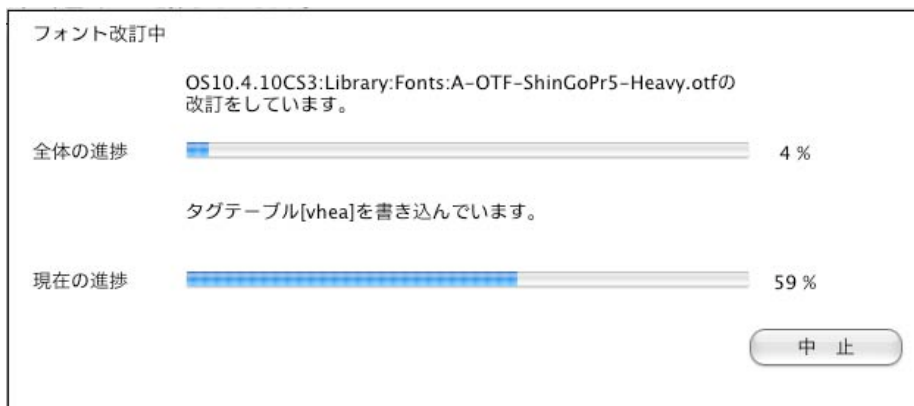 フォント改訂中
OS10.4.10CS3:Library:Fonts:A-OTF-ShinGoPr5-Heavy.otfの
改訂をしています。
全体の進捗 4 %
タグテーブル[vhea]を書き込んでいます。
現在の進捗 59 %
中 止